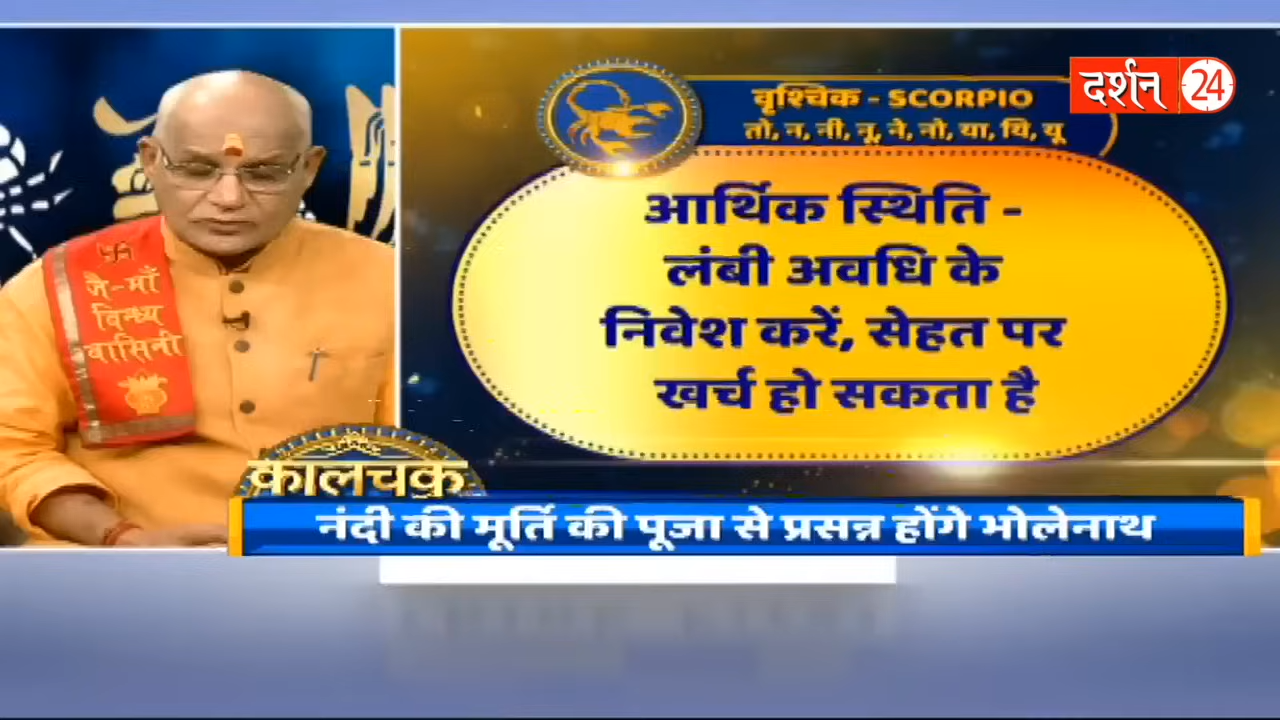 दर्शन 24
वृश्चिक - SCORPIO
तो, न, नी, नू, ने, नो, या, यि, यू
आर्थिक स्थिति -
लंबी अवधि के
निवेश करें, सेहत पर
खर्च हो सकता है
जै-माँ
विन्ध्य
वासिनी
कालचक्र
नंदी की मूर्ति की पूजा से प्रसन्न होंगे भोलेनाथ